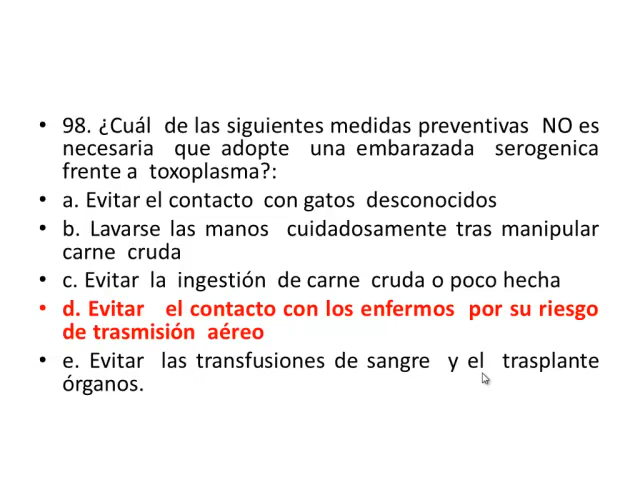 • 98. ¿Cuál de las siguientes medidas preventivas NO es
necesaria que adopte una embarazada serogenica
frente a toxoplasma?:
• a. Evitar el contacto con gatos desconocidos
• b. Lavarse las manos cuidadosamente tras manipular
carne cruda
• c. Evitar la ingestión de carne cruda o poco hecha
• d. Evitar el contacto con los enfermos por su riesgo
de trasmisión aéreo
• e. Evitar las transfusiones de sangre y el trasplante
órganos.